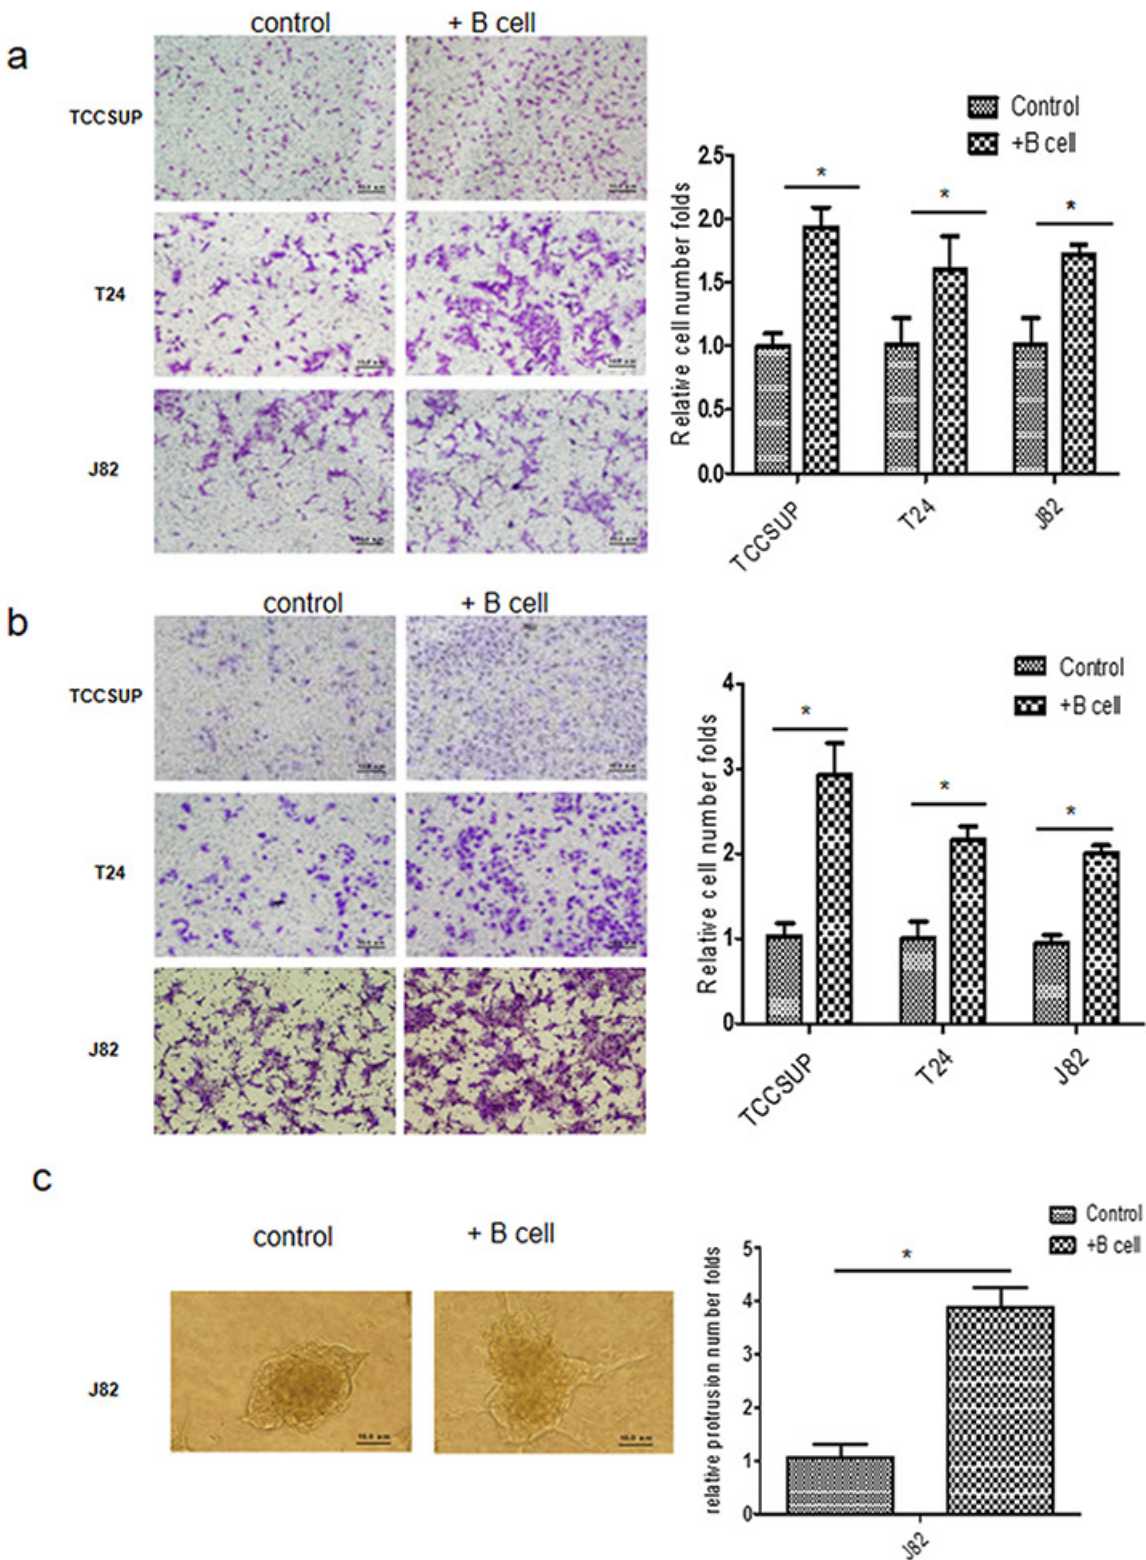 a
control
+ B cell
TCCSUP
T24
J82
Control
+B cell
Relative cell number folds
2.5
2.0
1.5
1.0
0.5
0.0
*
*
*
TCCSUP
T24
J82
b
control
+ B cell
TCCSUP
T24
J82
Control
+B cell
Relative cell number folds
4
3
2
1
0
*
*
*
TCCSUP
T24
J82
c
control
+ B cell
J82
Control
+B cell
relative protrusion number folds
5
4
3
2
1
0
*
J82